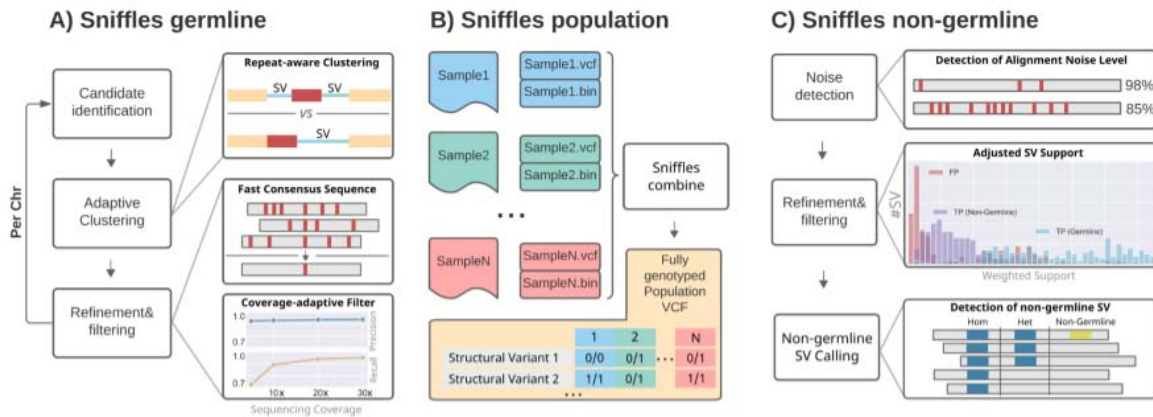 A) Sniffles germline
Per Chr
Candidate
identification
Adaptive
Clustering
Refinement&
filtering
Repeat-aware Clustering
SV
SV
VS
SV
Fast Consensus Sequence
Coverage-adaptive Filter
1.0
0.7
Precision
1.0
0.7
Recall
10x
20x
30x
Sequencing Coverage
B) Sniffles population
Sample1
Sample1.vcf
Sample1.bin
Sample2
Sample2.vcf
Sample2.bin
...
SampleN
SampleN.vcf
SampleN.bin
Sniffles
combine
Fully
genotyped
Population
VCF
1 2 N
Structural Variant 1 0/0 0/1 ... 0/1
Structural Variant 2 1/1 0/1 1/1
...
C) Sniffles non-germline
Noise
detection
Refinement&
filtering
Non-germline
SV Calling
Detection of Alignment Noise Level
98%
85%
Adjusted SV Support
#SV
FP
TP (Non-Germline)
TP (Germline)
Weighted Support
Detection of non-germline SV
Hom Het Non-Germline